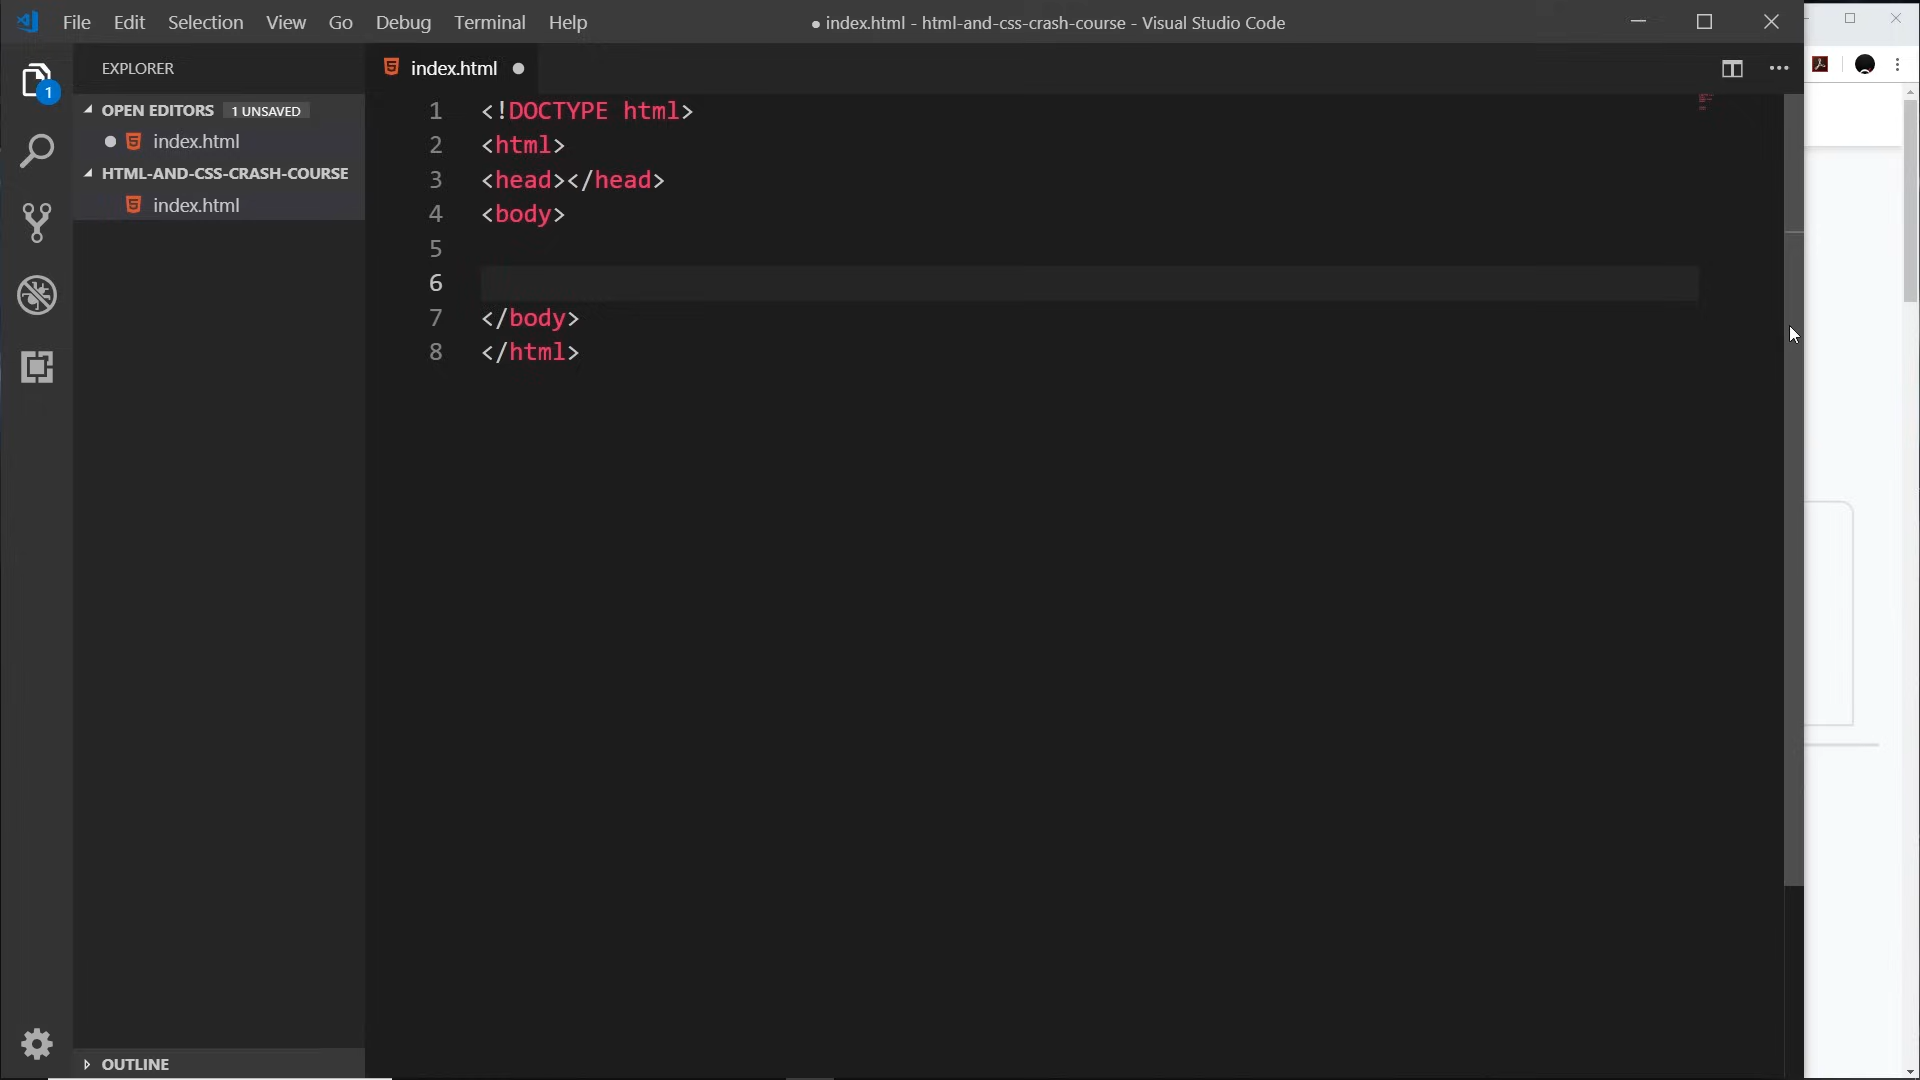 File Edit Selection View Go Debug Terminal Help
● index.html - html-and-css-crash-course - Visual Studio Code
EXPLORER
index.html
OPEN EDITORS 1 UNSAVED
index.html
HTML-AND-CSS-CRASH-COURSE
index.html
OUTLINE
1
1 <!DOCTYPE html>
2 <html>
3 <head></head>
4 <body>
5
6
7 </body>
8 </html>